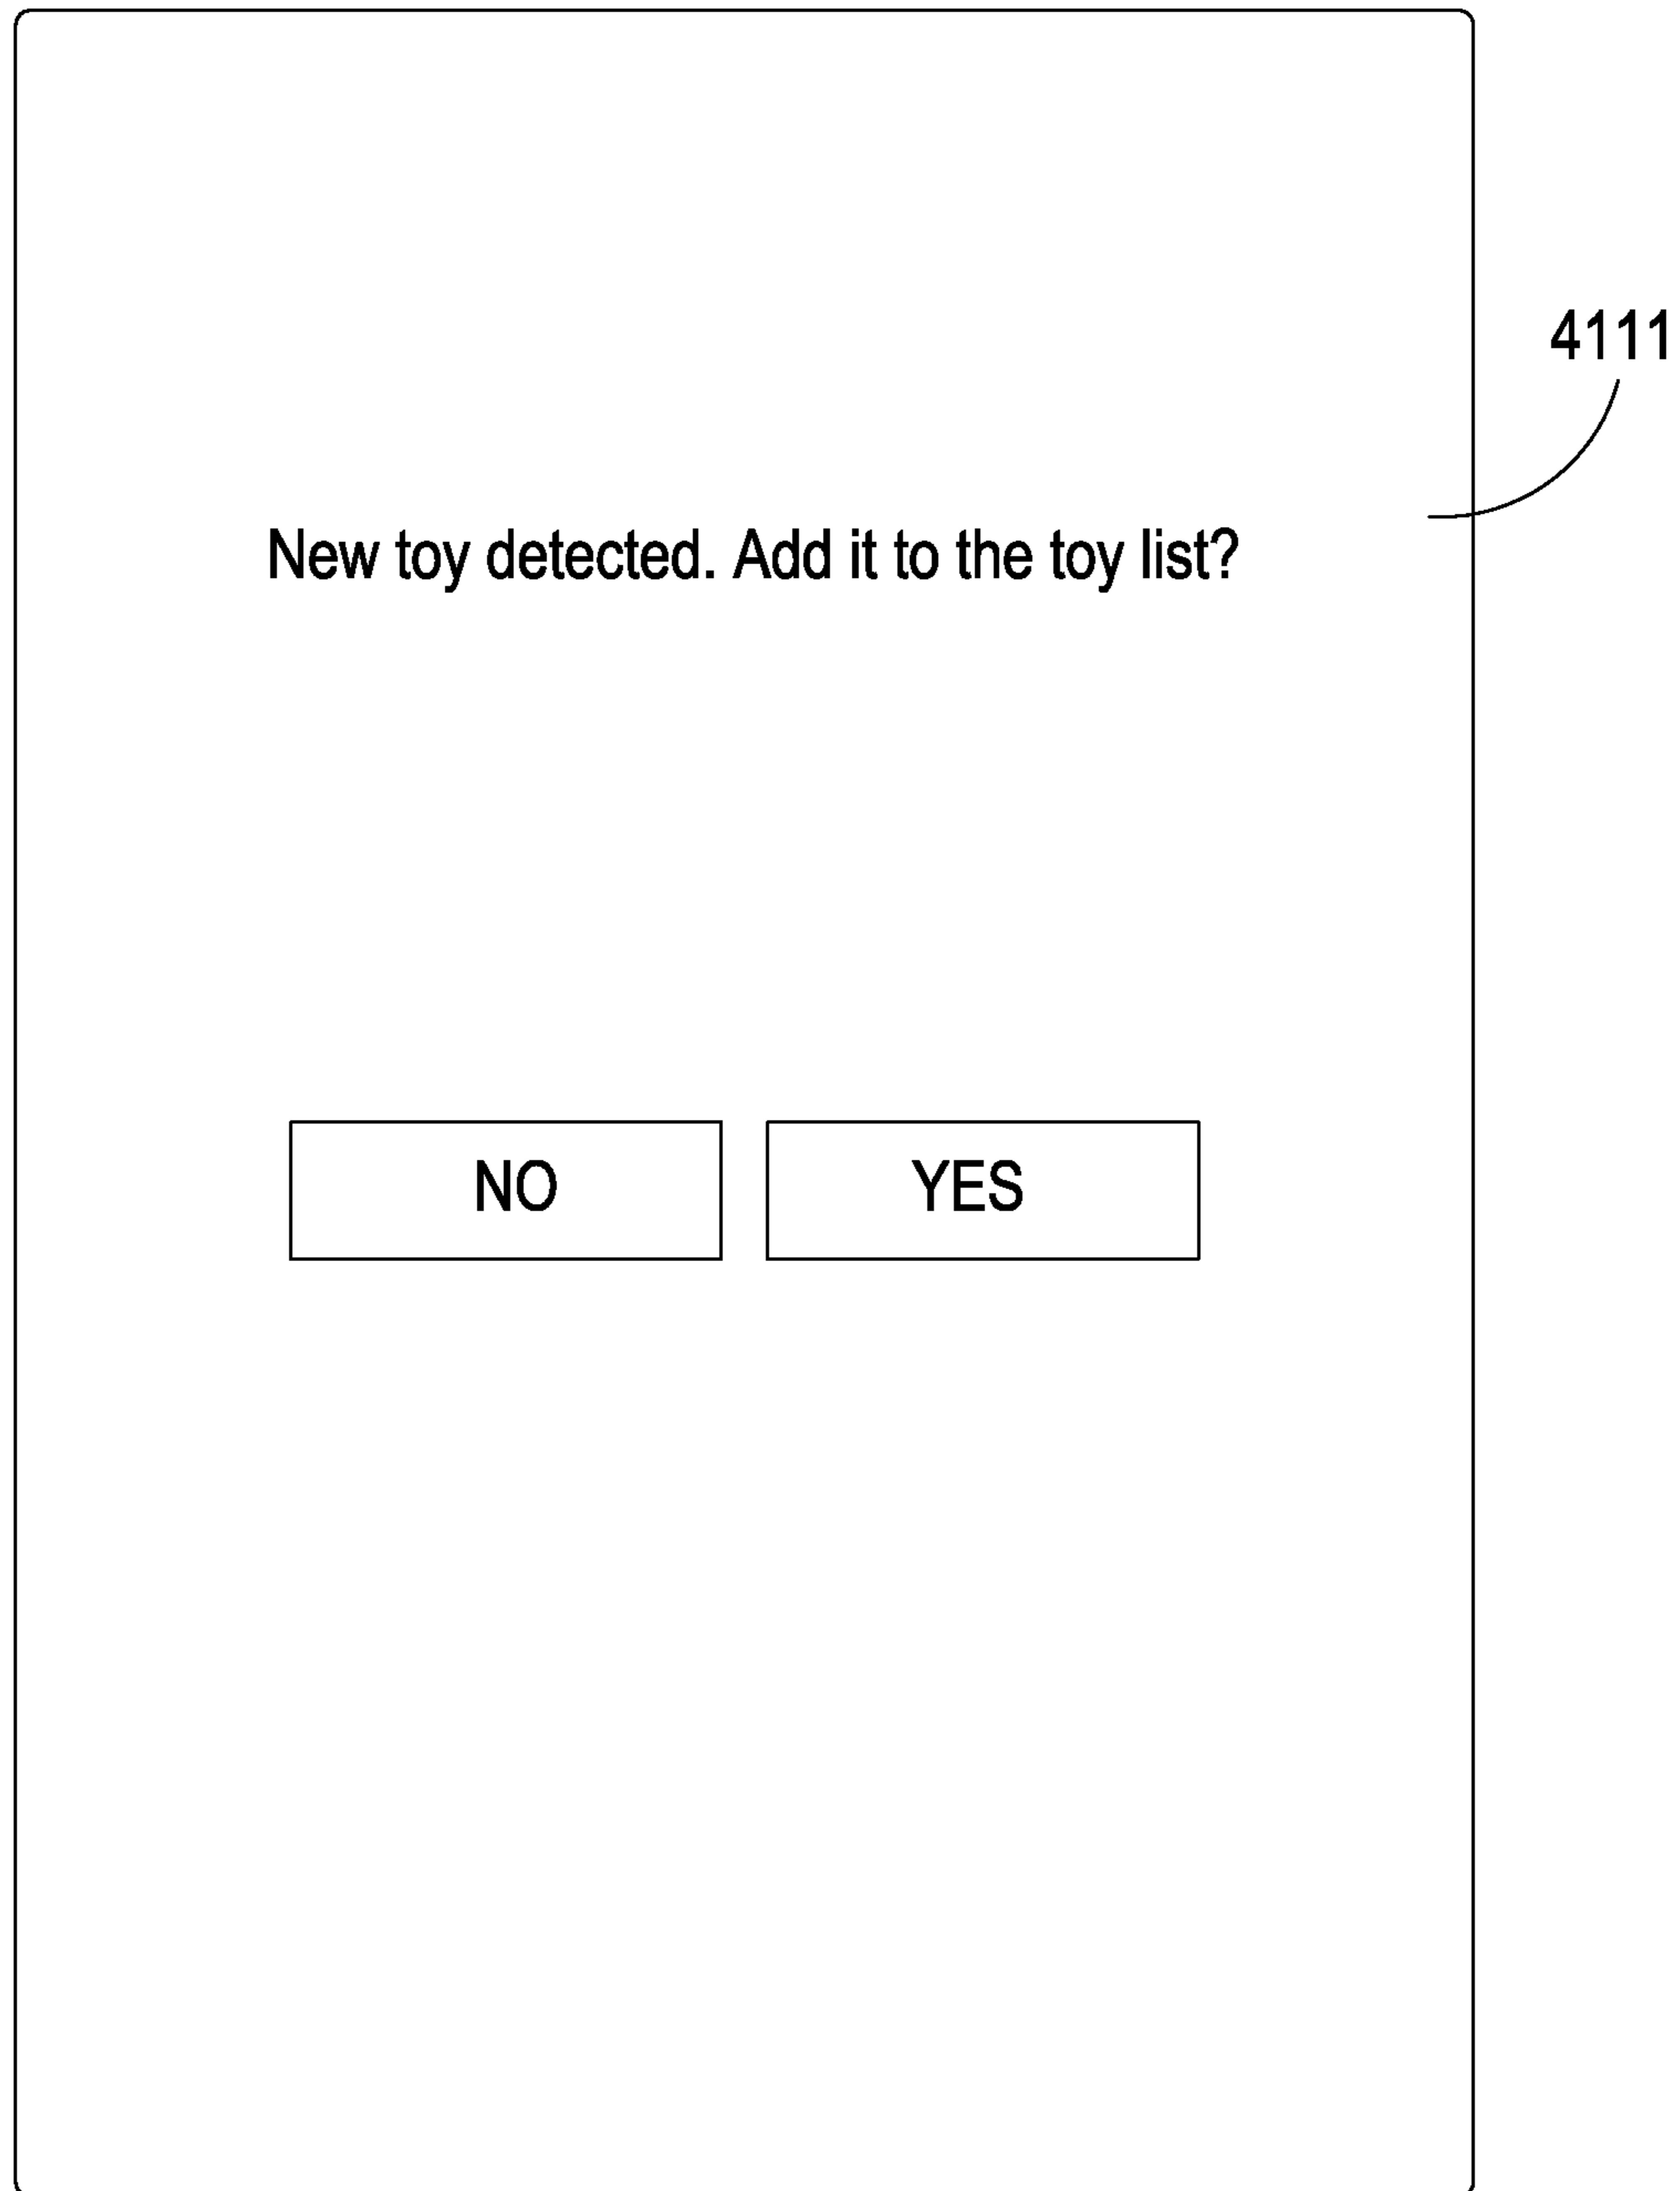 4111
New toy detected. Add it to the toy list?
NO
YES